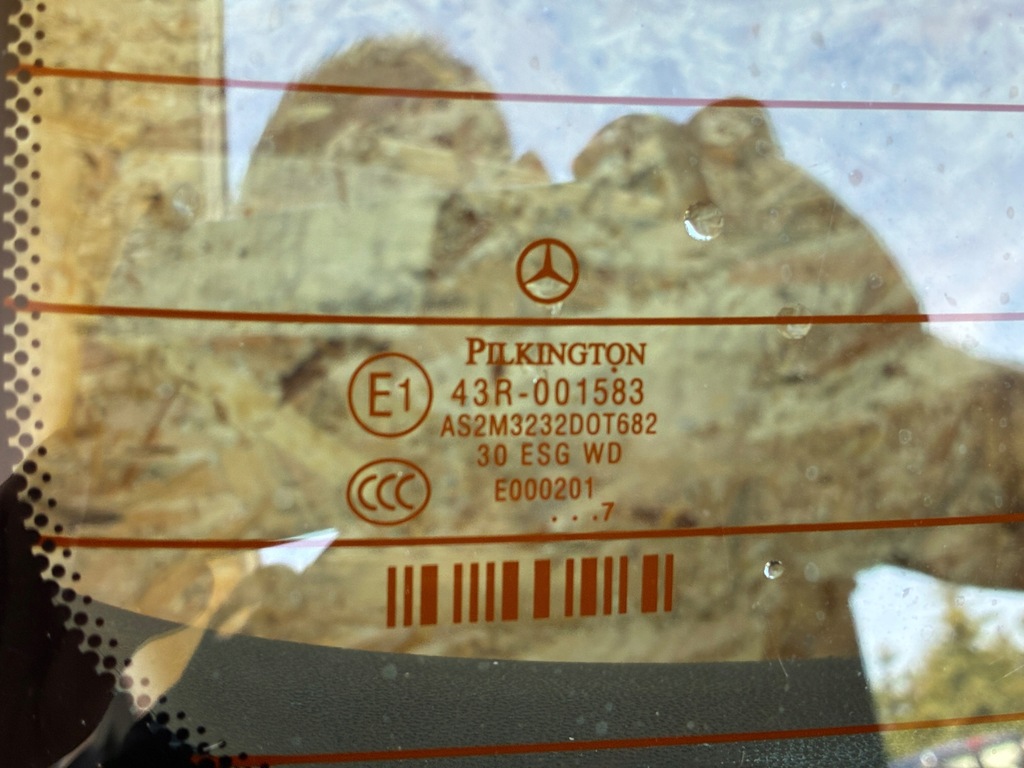 PILKINGTON
E1
43R-001583
AS2M3232DOT682
30 ESG WD
CCC
E000201
. . .7